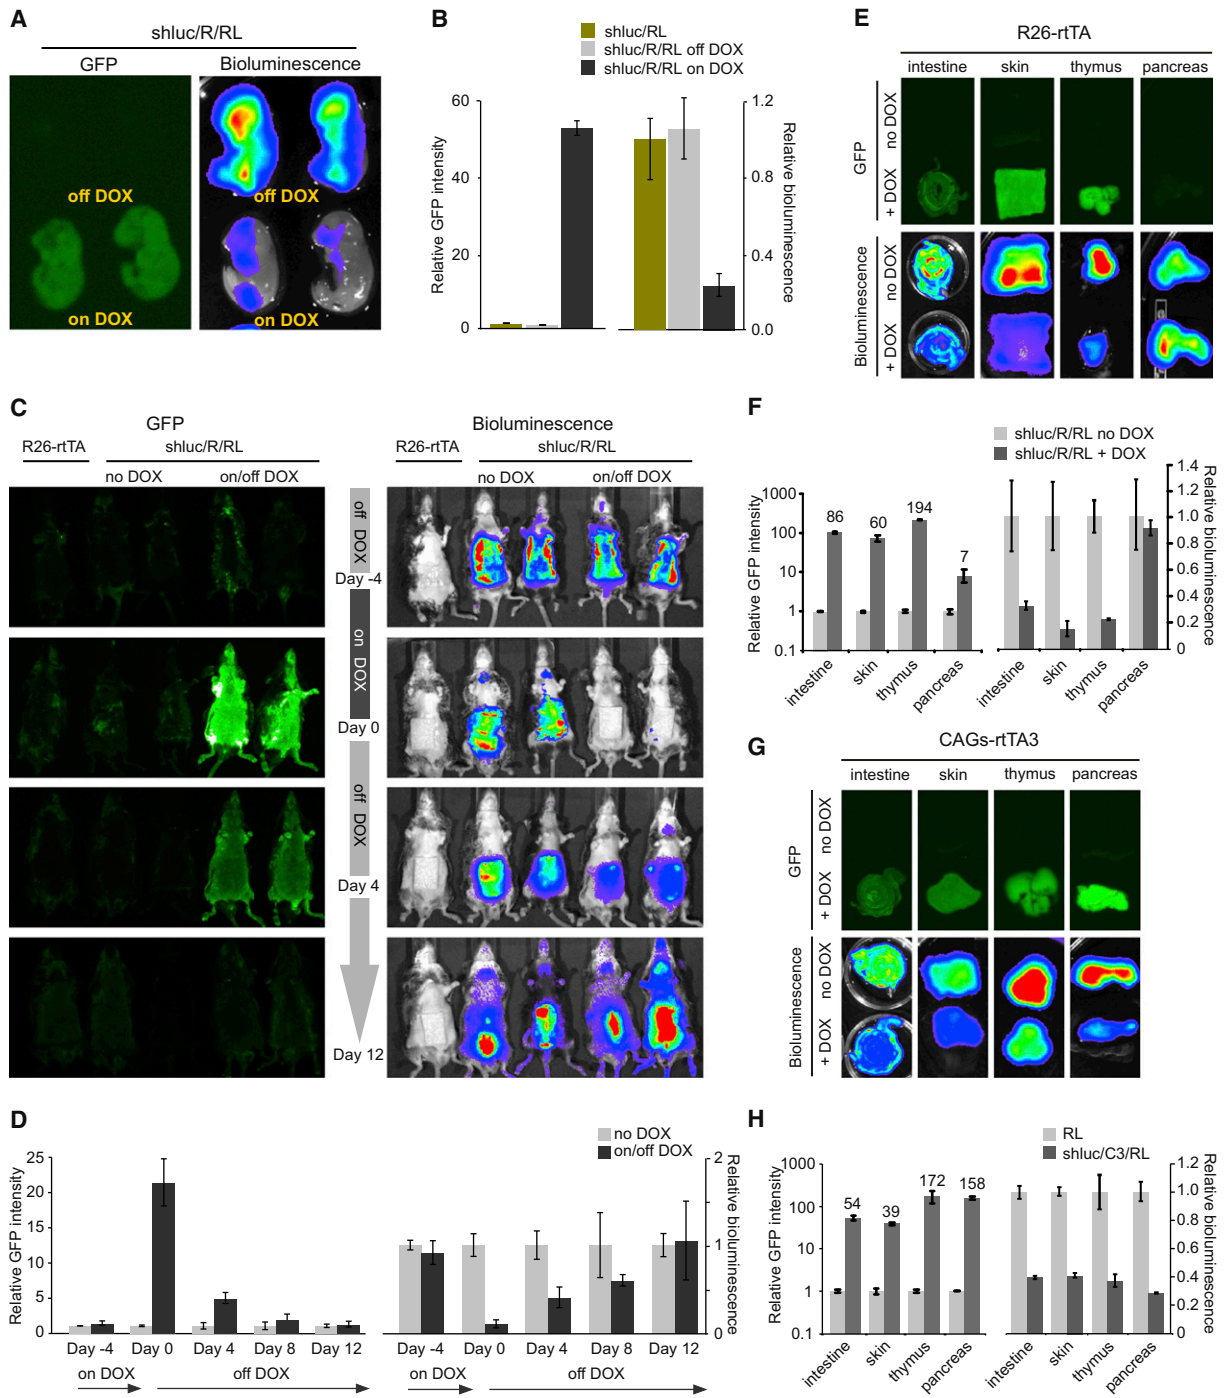 A
shluc/R/RL
GFP
Bioluminescence
off DOX
off DOX
on DOX
on DOX
B
shluc/RL
shluc/R/RL off DOX
shluc/R/RL on DOX
Relative GFP intensity
60
40
20
0
1.2
0.8
0.4
0.0
Relative bioluminescence
C
GFP
Bioluminescence
R26-rtTA
shluc/R/RL
R26-rtTA
shluc/R/RL
no DOX
on/off DOX
no DOX
on/off DOX
off DOX
Day -4
on DOX
Day 0
off DOX
Day 4
Day 12
D
no DOX
on/off DOX
Relative GFP intensity
25
20
15
10
5
0
2
1
0
Relative bioluminescence
Day -4
Day 0
Day 4
Day 8
Day 12
Day -4
Day 0
Day 4
Day 8
Day 12
on DOX
off DOX
on DOX
off DOX
E
R26-rtTA
intestine
skin
thymus
pancreas
GFP
no DOX
+ DOX
Bioluminescence
no DOX
+ DOX
F
shluc/R/RL no DOX
shluc/R/RL + DOX
Relative GFP intensity
1000
100
10
1
0.1
86
60
194
7
intestine
skin
thymus
pancreas
1.4
1.2
1
0.8
0.6
0.4
0.2
0
Relative bioluminescence
intestine
skin
thymus
pancreas
G
CAGs-rtTA3
intestine
skin
thymus
pancreas
GFP
no DOX
+ DOX
Bioluminescence
no DOX
+ DOX
H
RL
shluc/C3/RL
Relative GFP intensity
1000
100
10
1
0.1
54
39
172
158
intestine
skin
thymus
pancreas
1.2
1.0
0.8
0.6
0.4
0.2
0
Relative bioluminescence
intestine
skin
thymus
pancreas